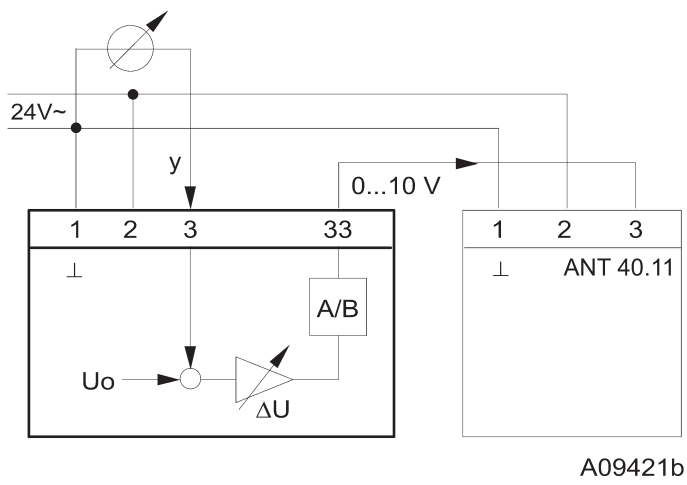 24V~
y
0...10 V
1 2 3 33
1 2 3
⊥
⊥ ANT 40.11
A/B
Uo
ΔU
A09421b